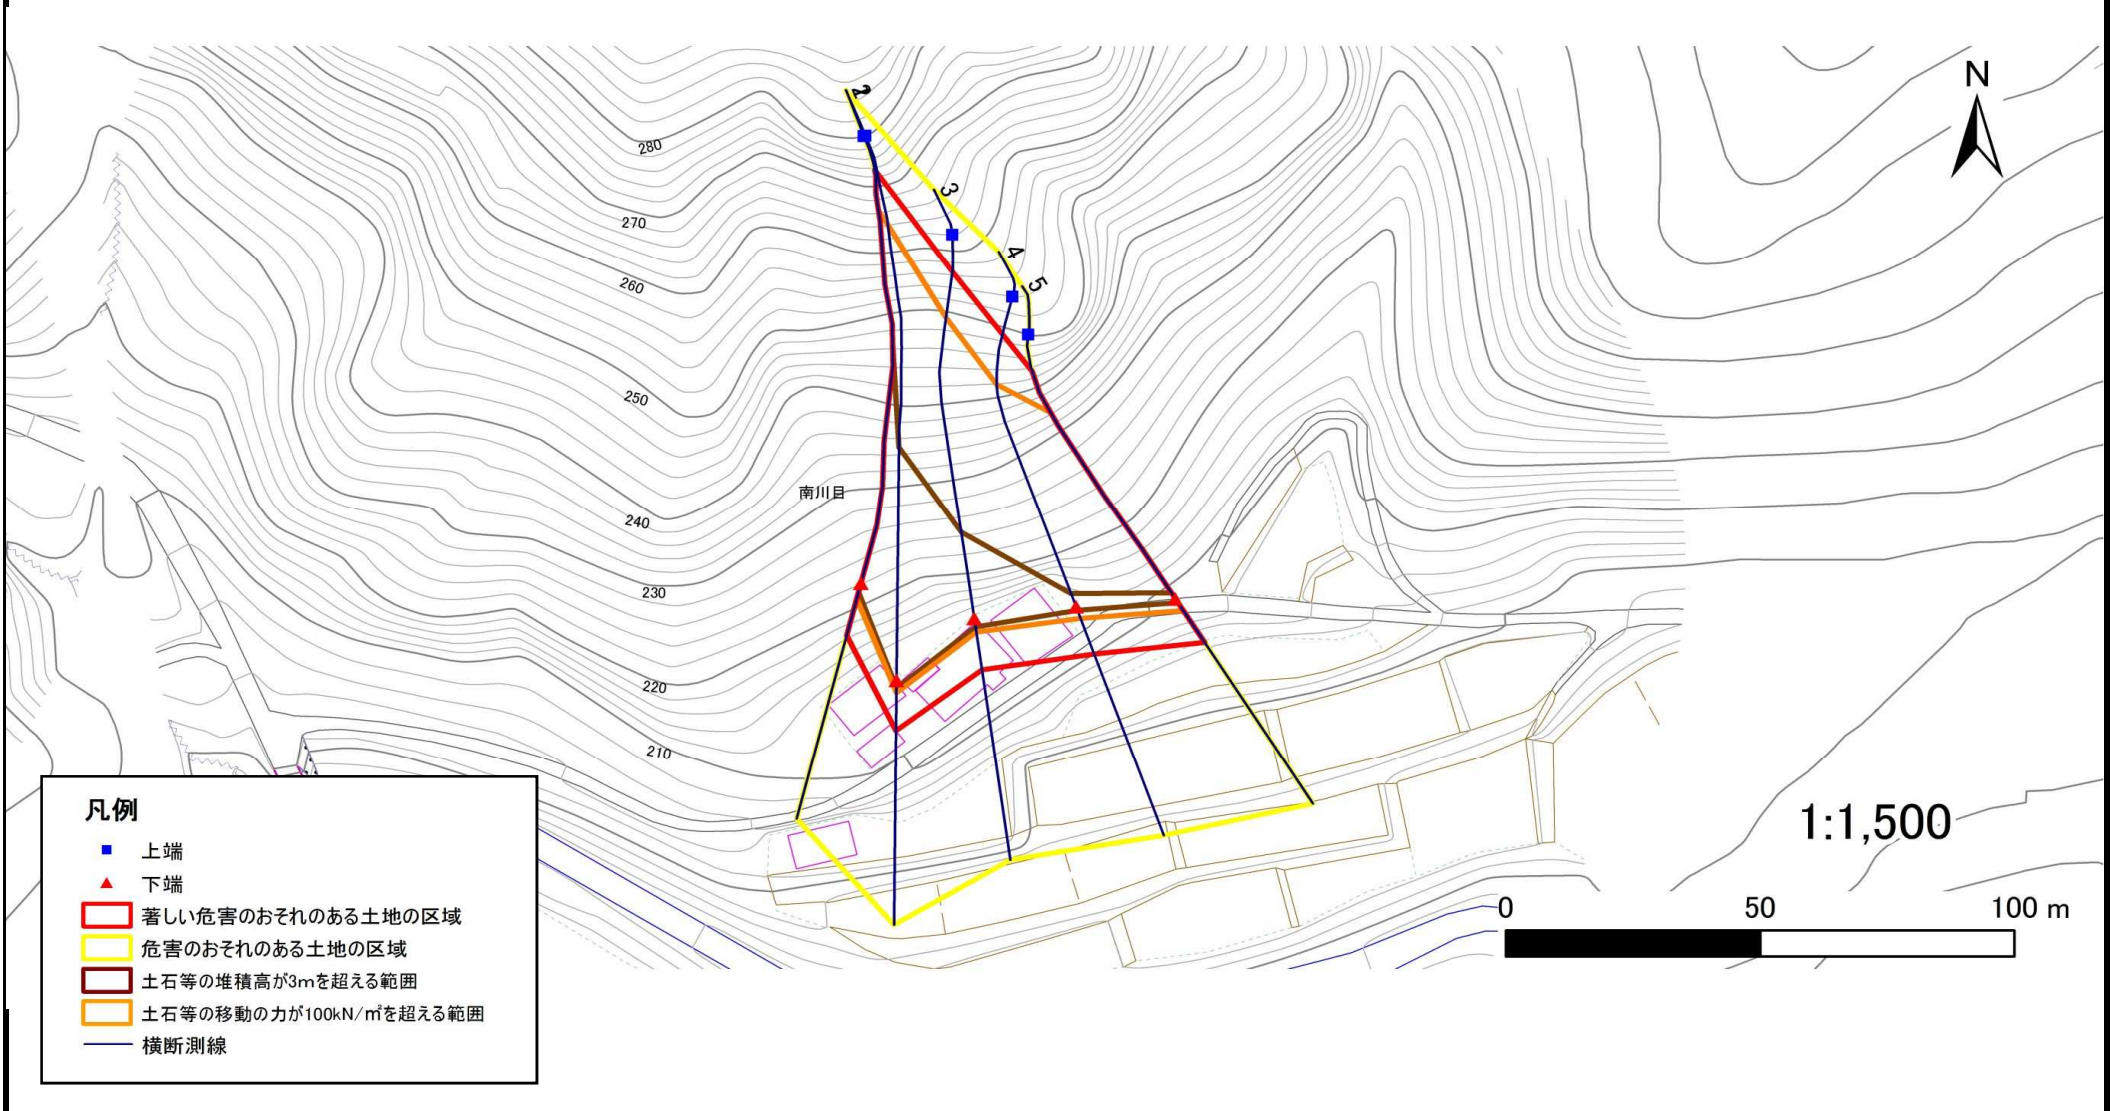 N
3
4
5
280
270
260
250
南川目
240
230
220
210
凡例
上端
下端
著しい危害のおそれのある土地の区域
危害のおそれのある土地の区域
土石等の堆積高が3mを超える範囲
土石等の移動の力が100kN/㎡を超える範囲
横断測線
1:1,500
0 50 100 m